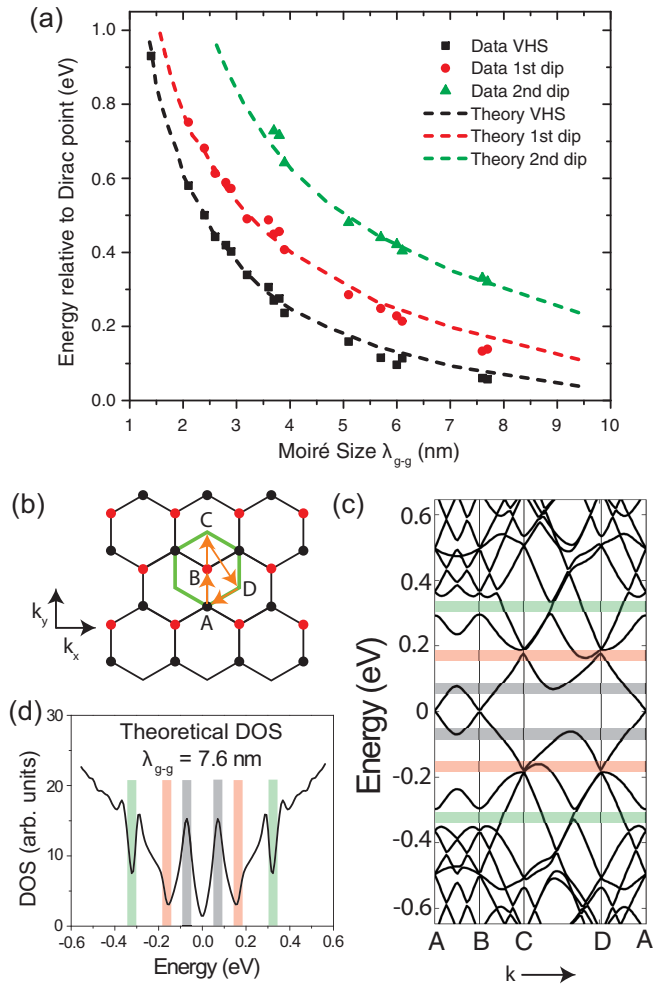 (a)
Energy relative to Dirac point (eV)
1.0
0.8
0.6
0.4
0.2
0.0
Data VHS
Data 1st dip
Data 2nd dip
Theory VHS
Theory 1st dip
Theory 2nd dip
1 2 3 4 5 6 7 8 9 10
Moiré Size λg-g (nm)
(b)
C
B
D
A
ky
kx
(c)
Energy (eV)
0.6
0.4
0.2
0
-0.2
-0.4
-0.6
A B C D A
k
(d)
Theoretical DOS
λg-g = 7.6 nm
DOS (arb. units)
30
20
10
0
-0.6 -0.4 -0.2 0.0 0.2 0.4 0.6
Energy (eV)